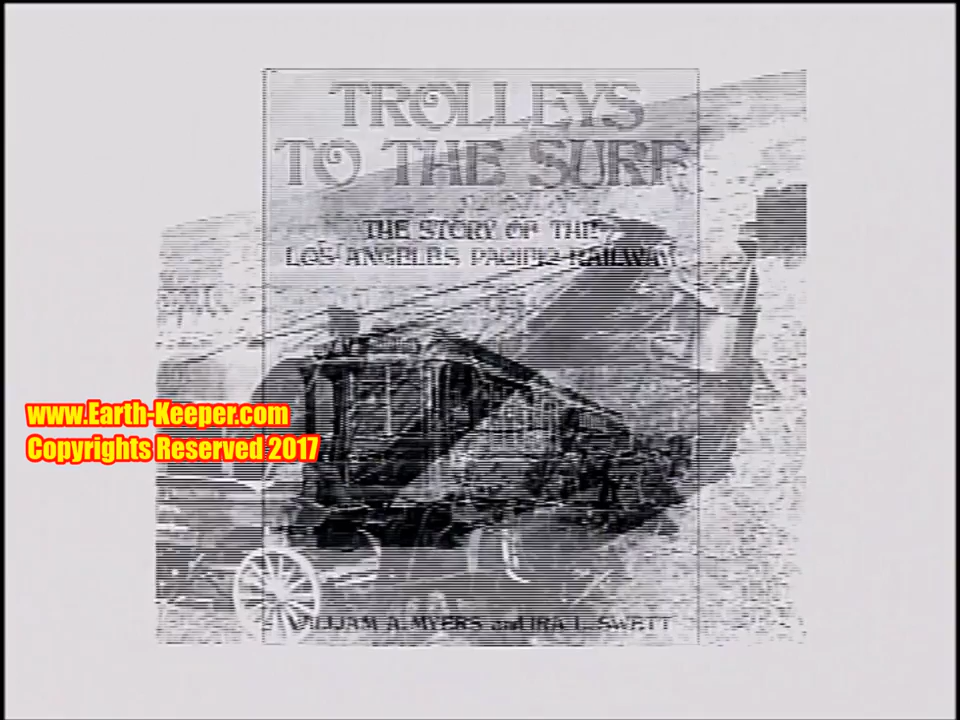 TROLLEYS
TO THE SURF
THE STORY OF THE
LOS ANGELES PACIFIC RAILWAY
www.Earth-Keeper.com
Copyrights Reserved 2017
WILLIAM A. MYERS and IRA L. SWETT